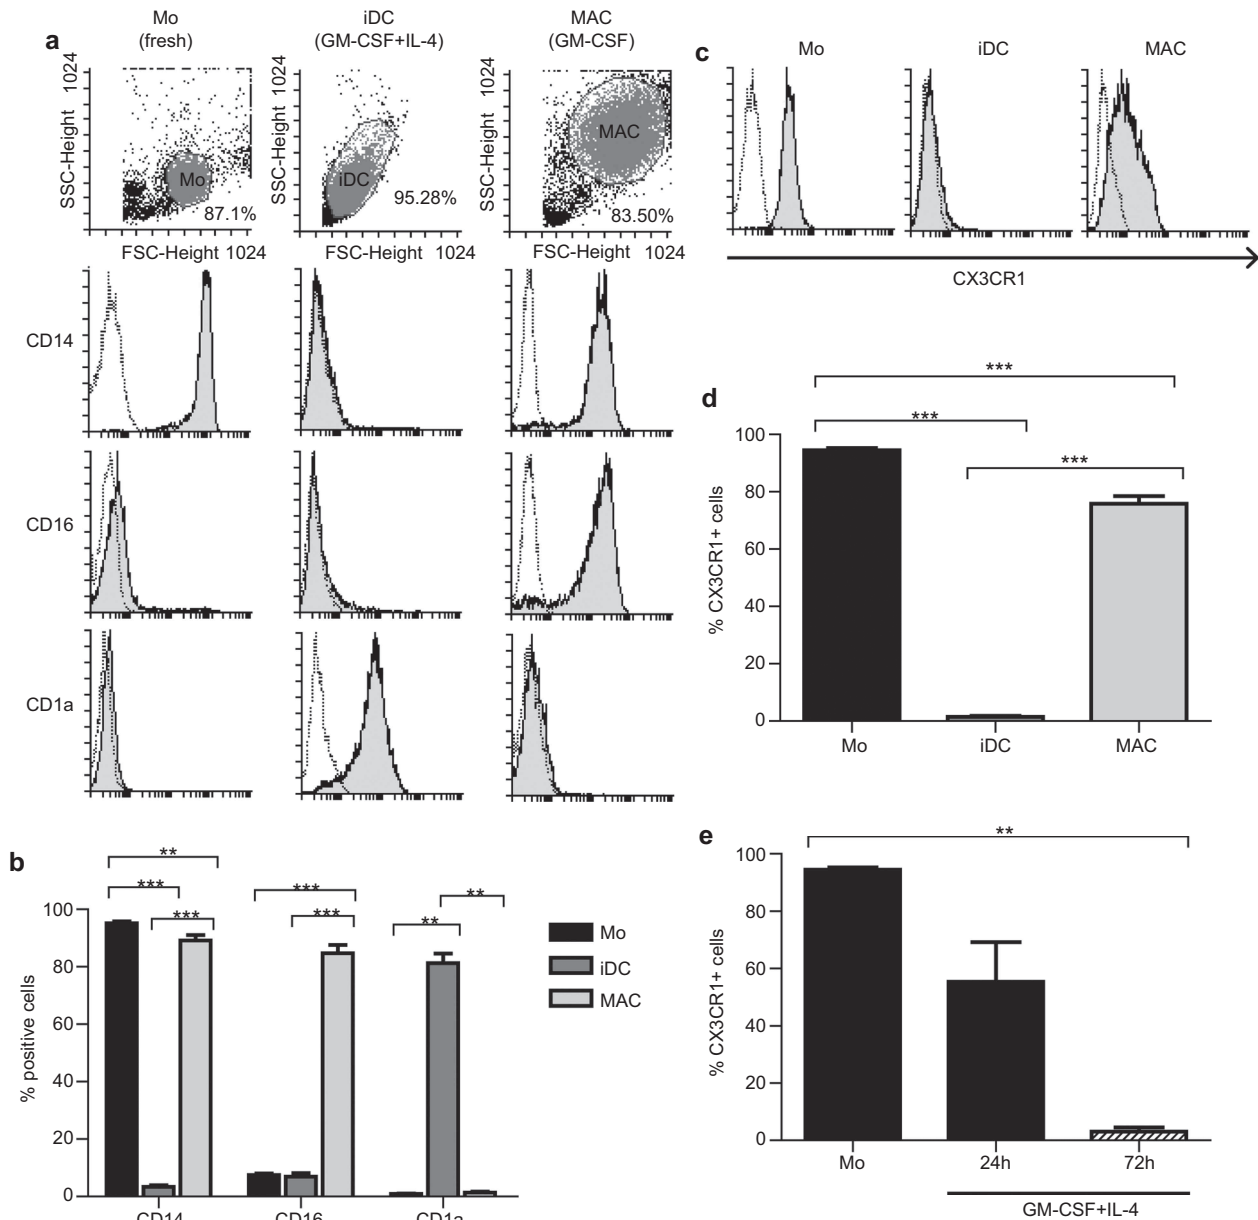 a
Mo
(fresh)
iDC
(GM-CSF+IL-4)
MAC
(GM-CSF)
SSC-Height 1024
Mo
87.1%
FSC-Height 1024
SSC-Height 1024
iDC
95.28%
FSC-Height 1024
SSC-Height 1024
MAC
83.50%
FSC-Height 1024
CD14
CD16
CD1a
b
**
***
***
***
***
**
**
% positive cells
100
80
60
40
20
0
CD14
CD16
CD1a
Mo
iDC
MAC
c
Mo
iDC
MAC
CX3CR1
d
***
***
***
% CX3CR1+ cells
100
80
60
40
20
0
Mo
iDC
MAC
e
**
% CX3CR1+ cells
100
80
60
40
20
0
Mo
24h
72h
GM-CSF+IL-4